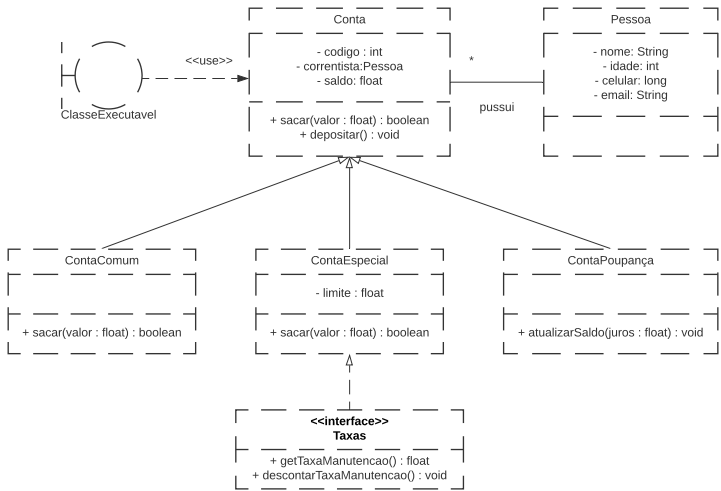 Conta
- codigo : int
- correntista:Pessoa
- saldo: float
+ sacar(valor : float) : boolean
+ depositar() : void
Pessoa
- nome: String
- idade: int
- celular: long
- email: String
<<use>>
ClasseExecutavel
*
pussui
ContaComum
+ sacar(valor : float) : boolean
ContaEspecial
- limite : float
+ sacar(valor : float) : boolean
ContaPoupança
+ atualizarSaldo(juros : float) : void
<<interface>>
Taxas
+ getTaxaManutencao() : float
+ descontarTaxaManutencao() : void